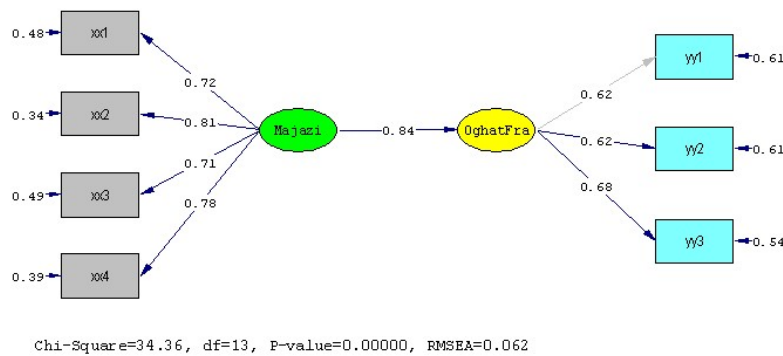 0.48
xx1
0.72
0.34
xx2
0.81
0.49
xx3
0.71
0.39
xx4
0.78
Majazi
0.84
OghatFra
0.62
yy1
0.61
0.62
yy2
0.61
0.68
yy3
0.54
Chi-Square=34.36, df=13, P-value=0.00000, RMSEA=0.062